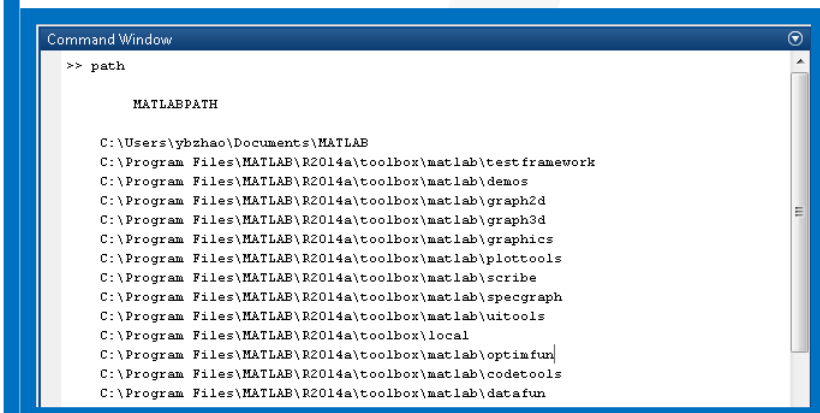 Command Window
>> path
MATLABPATH
C:\Users\ybzhao\Documents\MATLAB
C:\Program Files\MATLAB\R2014a\toolbox\matlab\testframework
C:\Program Files\MATLAB\R2014a\toolbox\matlab\demos
C:\Program Files\MATLAB\R2014a\toolbox\matlab\graph2d
C:\Program Files\MATLAB\R2014a\toolbox\matlab\graph3d
C:\Program Files\MATLAB\R2014a\toolbox\matlab\graphics
C:\Program Files\MATLAB\R2014a\toolbox\matlab\plottools
C:\Program Files\MATLAB\R2014a\toolbox\matlab\scribe
C:\Program Files\MATLAB\R2014a\toolbox\matlab\specgraph
C:\Program Files\MATLAB\R2014a\toolbox\matlab\uitools
C:\Program Files\MATLAB\R2014a\toolbox\local
C:\Program Files\MATLAB\R2014a\toolbox\matlab\optimfun
C:\Program Files\MATLAB\R2014a\toolbox\matlab\codetools
C:\Program Files\MATLAB\R2014a\toolbox\matlab\datafun